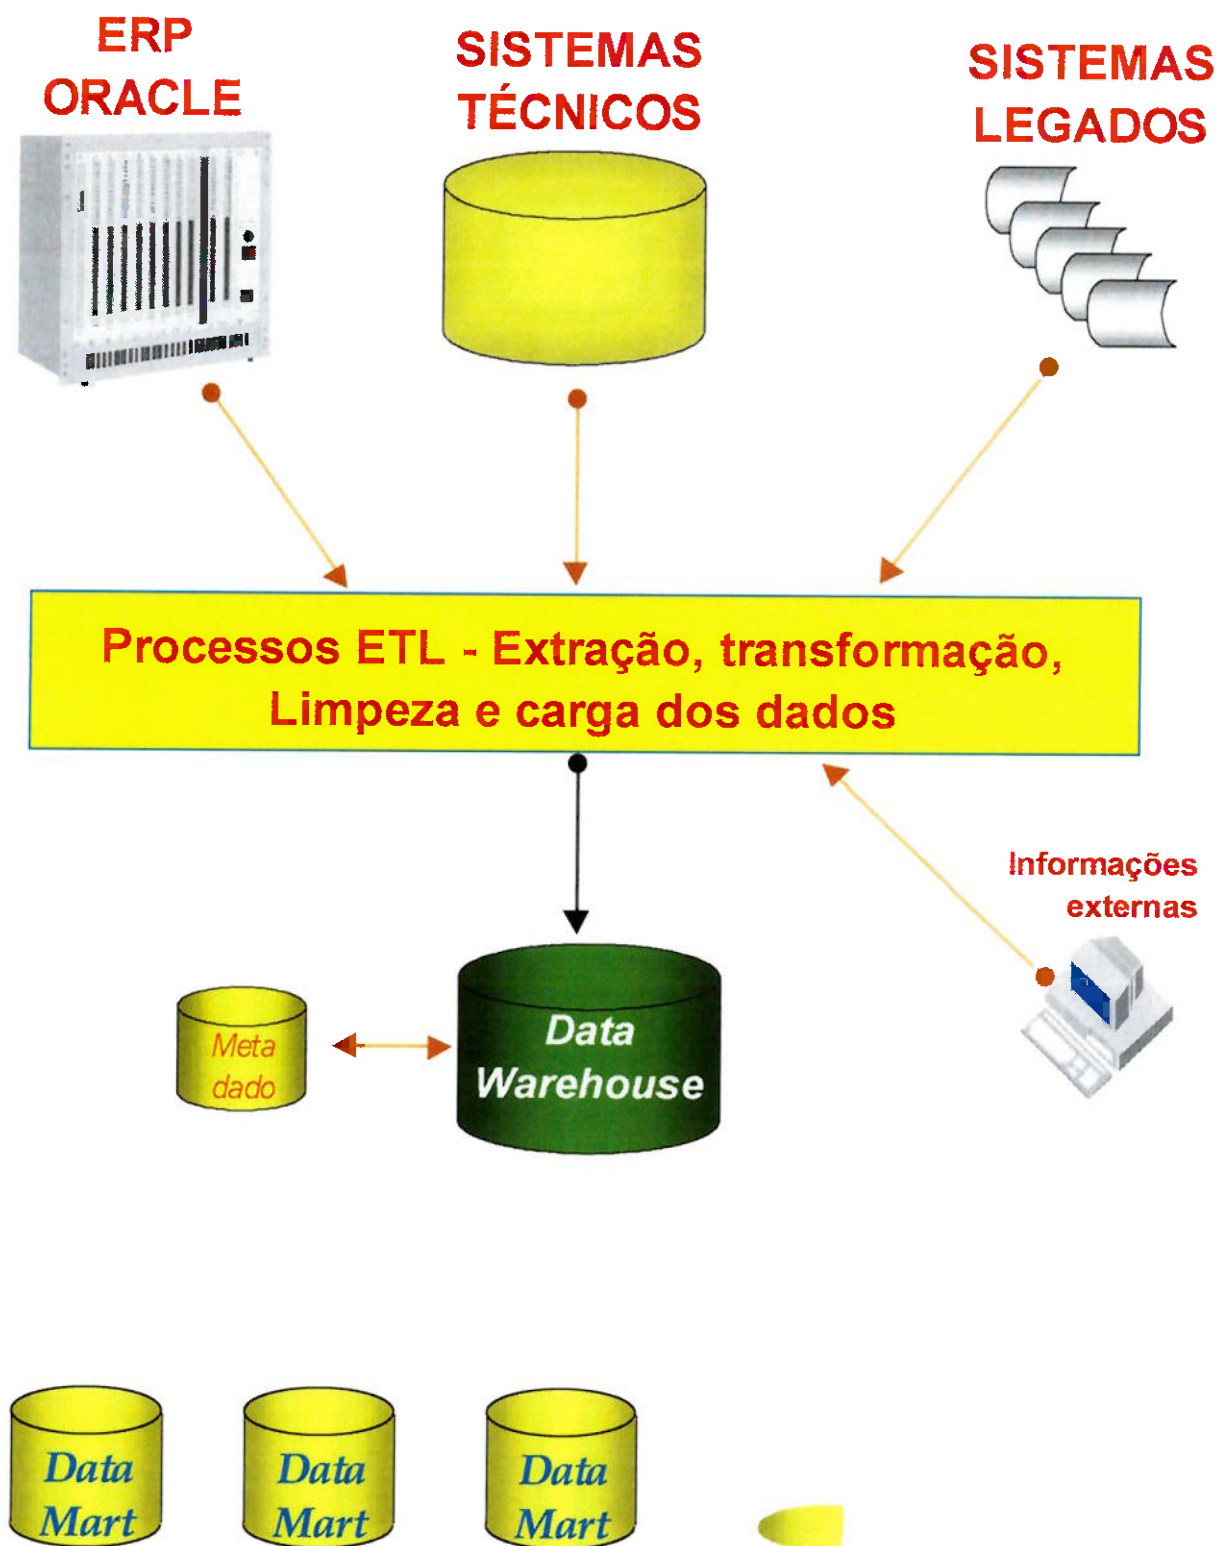 ERP
ORACLE
SISTEMAS
TÉCNICOS
SISTEMAS
LEGADOS
Processos ETL - Extração, transformação,
Limpeza e carga dos dados
Informações
externas
Meta
dado
Data
Warehouse
Data
Mart
Data
Mart
Data
Mart